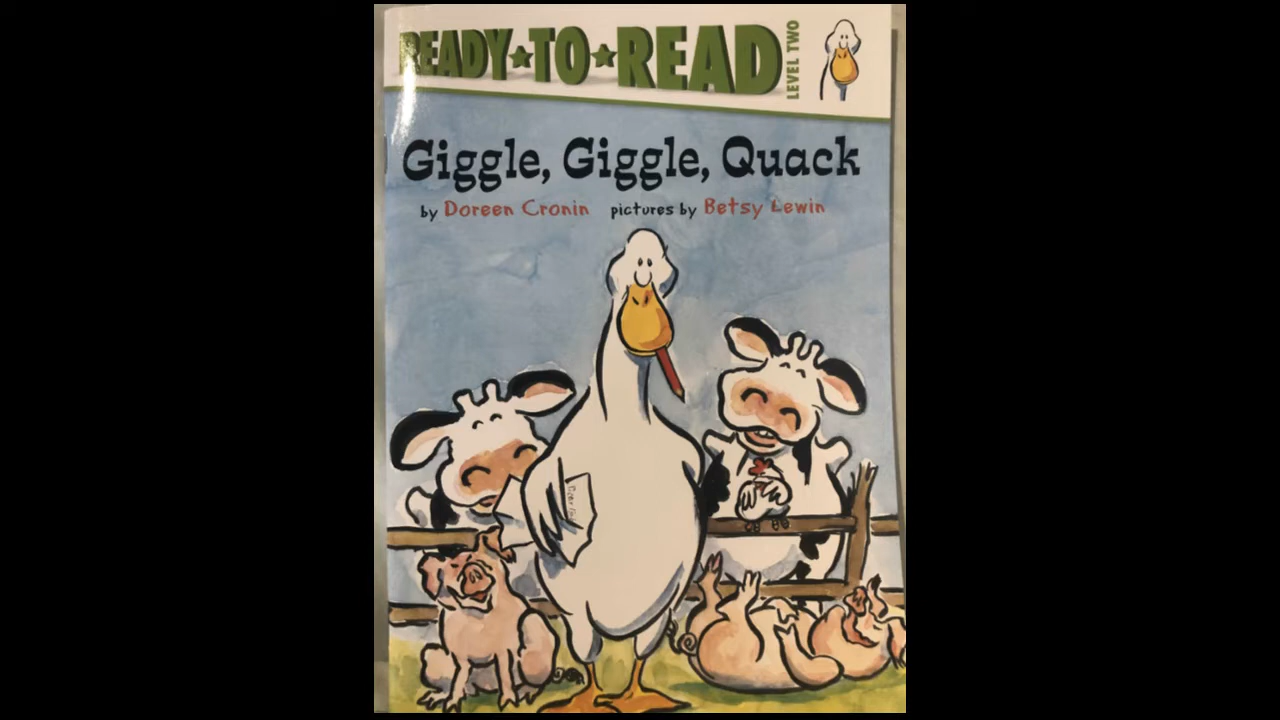 READY★TO★READ
LEVEL TWO
Giggle, Giggle, Quack
by Doreen Cronin pictures by Betsy Lewin